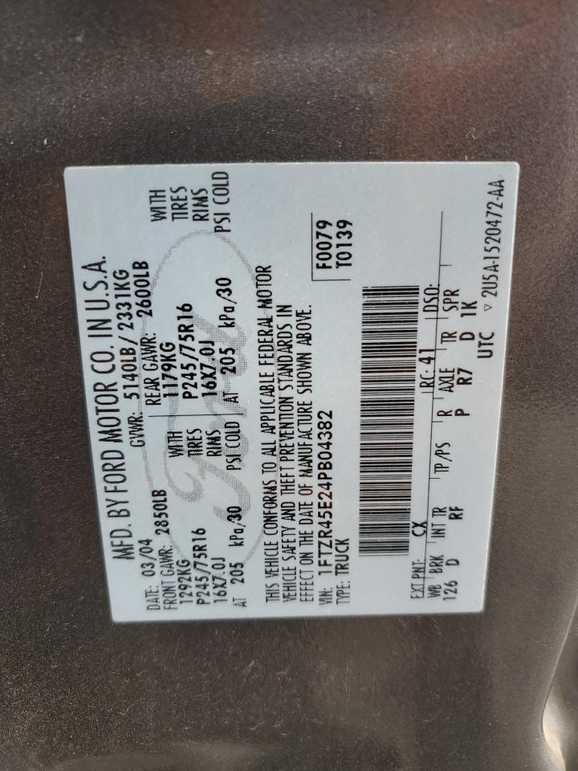 MFD. BY FORD MOTOR CO. IN U.S.A.
DATE: 03/04 GVWR: 5140LB/ 2331KG
FRONT GAWR: 2850LB REAR GAWR: 2600LB
1292KG WITH 1179KG WITH
P245/75R16 TIRES P245/75R16 TIRES
16X7.0J RIMS 16X7.0J RIMS
AT 205 kPa/30 PSI COLD AT 205 kPa/30 PSI COLD
Ford
THIS VEHICLE CONFORMS TO ALL APPLICABLE FEDERAL MOTOR
VEHICLE SAFETY AND THEFT PREVENTION STANDARDS IN
EFFECT ON THE DATE OF MANUFACTURE SHOWN ABOVE.
VIN: 1FTZR45E24PB04382 F0079
TYPE: TRUCK T0139
EXT PNT: CX RC: 41 DSO:
WB BRK INT TR TP/PS R AXLE TR SPR
126 D RF P R7 D 1K
UTC ▽ 2U5A-1520472-AA